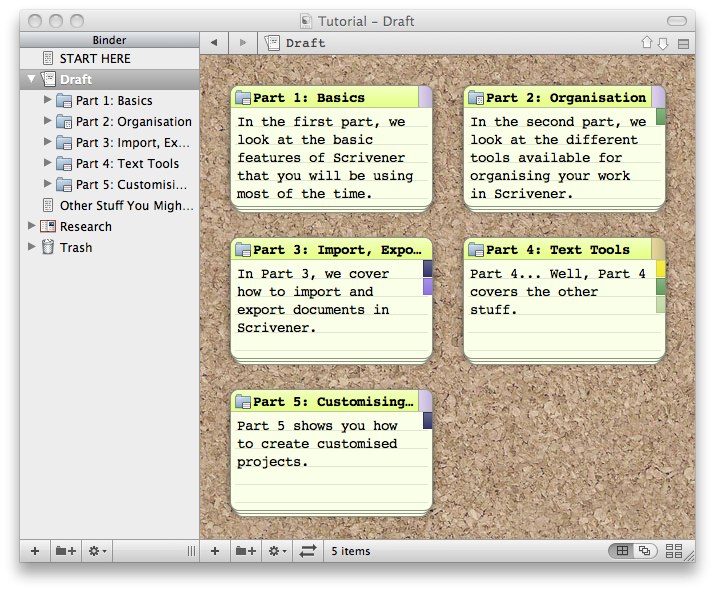 Tutorial – Draft
Binder
START HERE
Draft
Part 1: Basics
Part 2: Organisation
Part 3: Import, Ex...
Part 4: Text Tools
Part 5: Customisi...
Other Stuff You Migh...
Research
Trash
Draft
Part 1: Basics
In the first part, we
look at the basic
features of Scrivener
that you will be using
most of the time.
Part 2: Organisation
In the second part, we
look at the different
tools available for
organising your work
in Scrivener.
Part 3: Import, Expo…
In Part 3, we cover
how to import and
export documents in
Scrivener.
Part 4: Text Tools
Part 4... Well, Part 4
covers the other
stuff.
Part 5: Customising…
Part 5 shows you how
to create customised
projects.
5 items